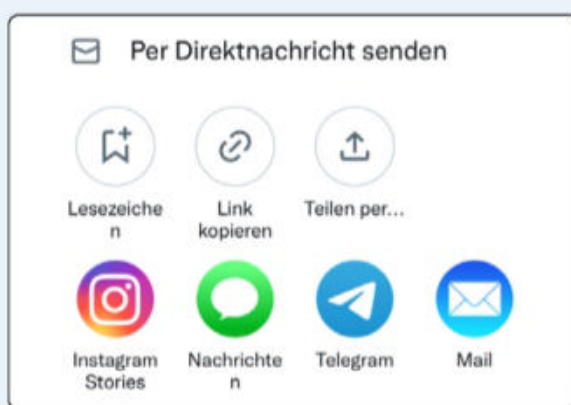 Per Direktnachricht senden
Lesezeiche
n
Link
kopieren
Teilen per...
Instagram
Stories
Nachrichte
n
Telegram
Mail